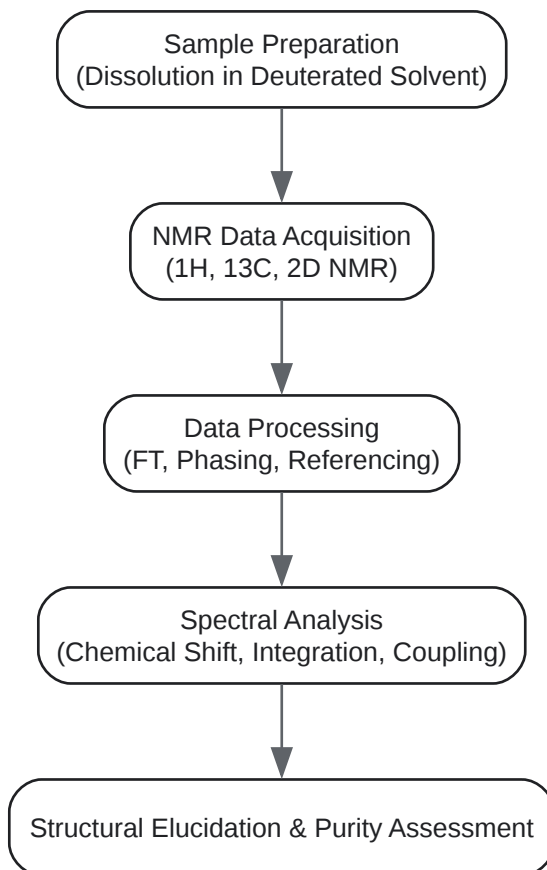 Sample Preparation
(Dissolution in Deuterated Solvent)
NMR Data Acquisition
(1H, 13C, 2D NMR)
Data Processing
(FT, Phasing, Referencing)
Spectral Analysis
(Chemical Shift, Integration, Coupling)
Structural Elucidation & Purity Assessment